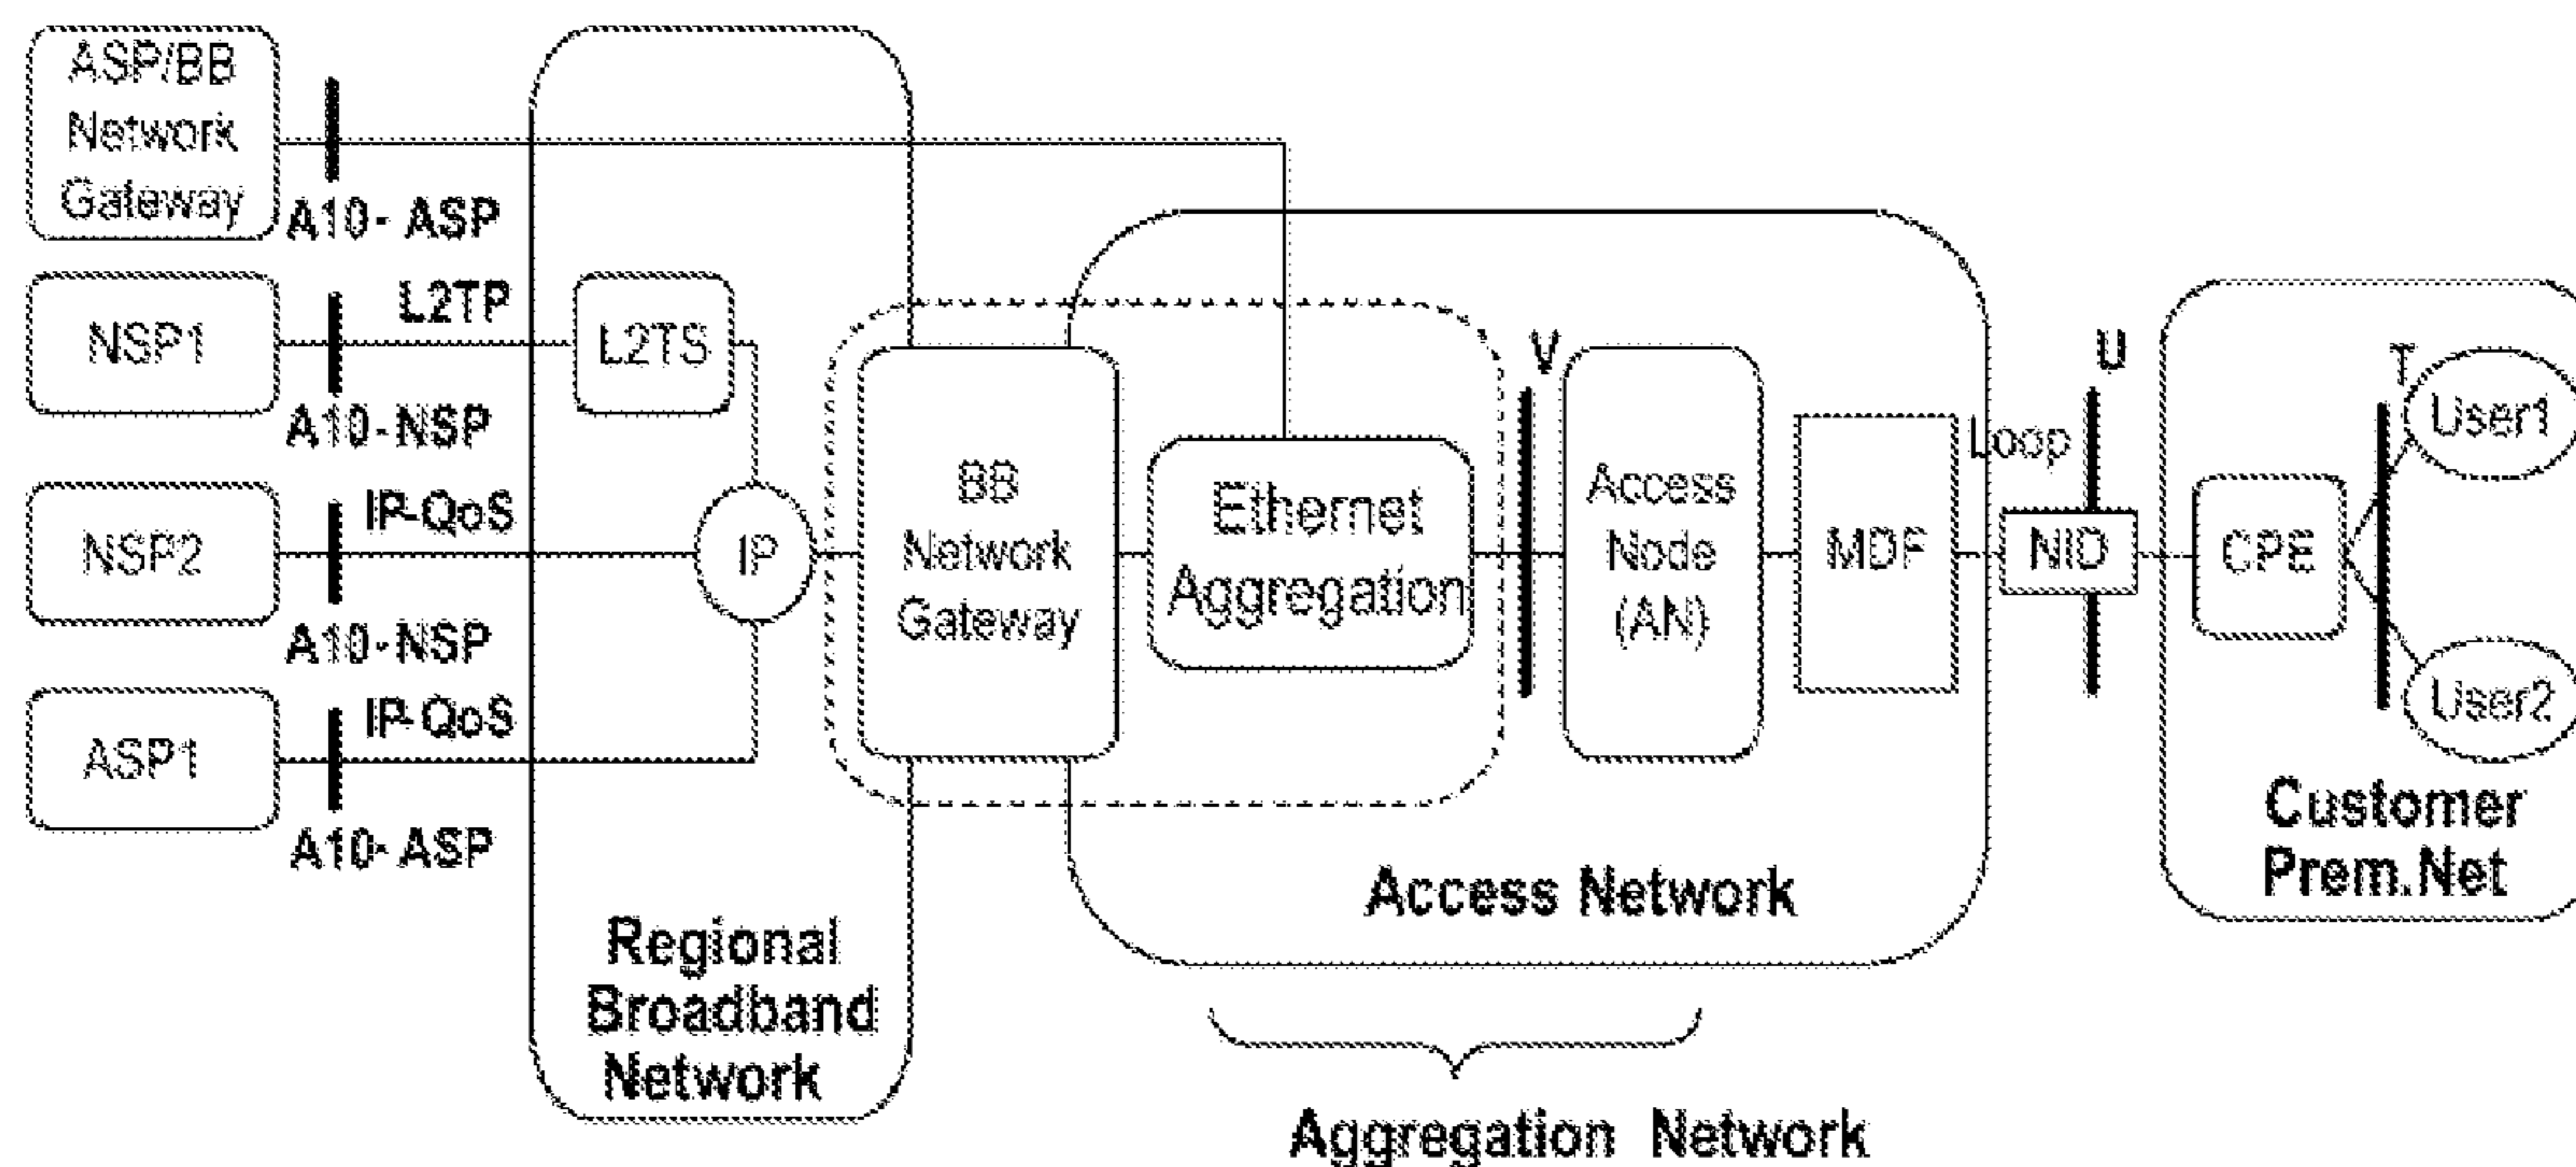 ASP/BB
Network
Gateway
A10- ASP
NSP1
L2TP
A10-NSP
L2TS
NSP2
IP-QoS
A10-NSP
IP
ASP1
IP-QoS
A10- ASP
Regional
Broadband
Network
BB
Network
Gateway
Ethernet
Aggregation
V
Access
Node
(AN)
MDF
Loop
U
NID
Access Network
Aggregation Network
CPE
T
User1
User2
Customer
Prem.Net